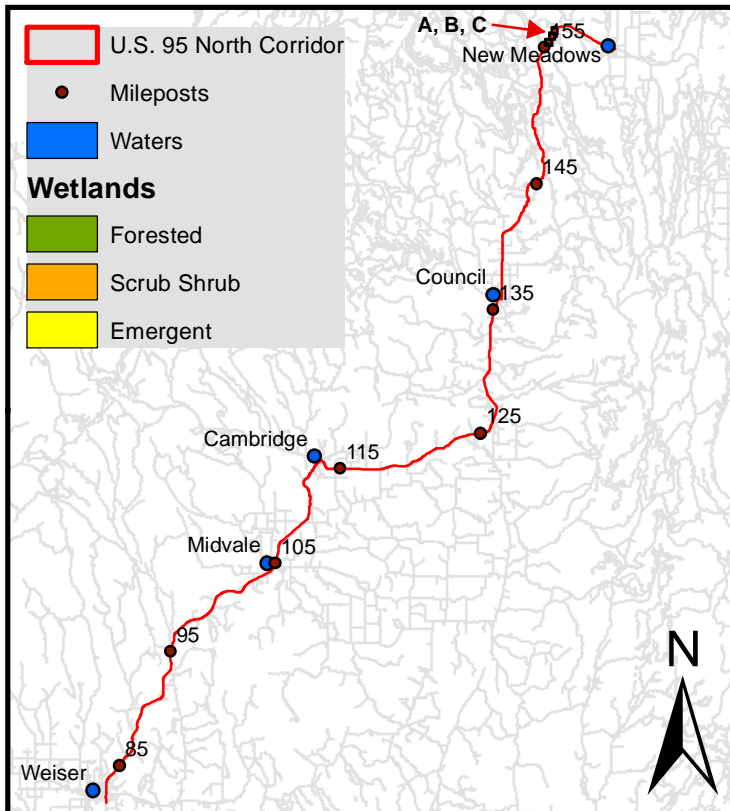 A, B, C
U.S. 95 North Corridor
155
New Meadows
Mileposts
Waters
145
Wetlands
Forested
Council
Scrub Shrub
135
Emergent
125
Cambridge
115
Midvale
105
95
N
85
Weiser